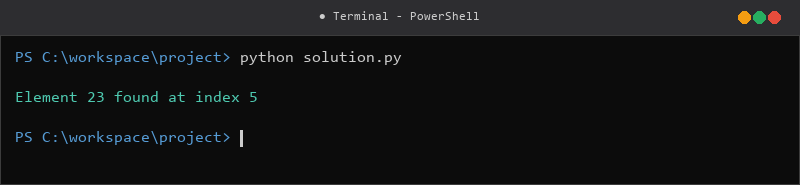 ● Terminal - PowerShell
PS C:\workspace\project> python solution.py
Element 23 found at index 5
PS C:\workspace\project>